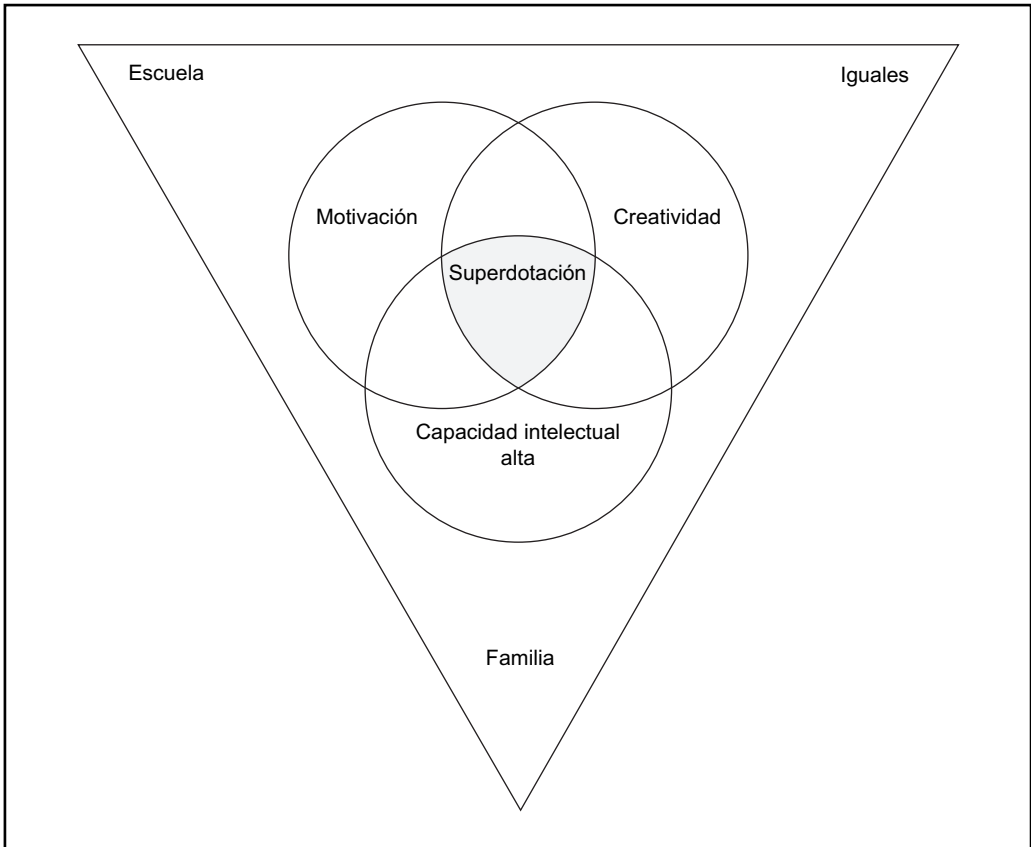 Escuela
Iguales
Motivación
Creatividad
Superdotación
Capacidad intelectual
alta
Familia